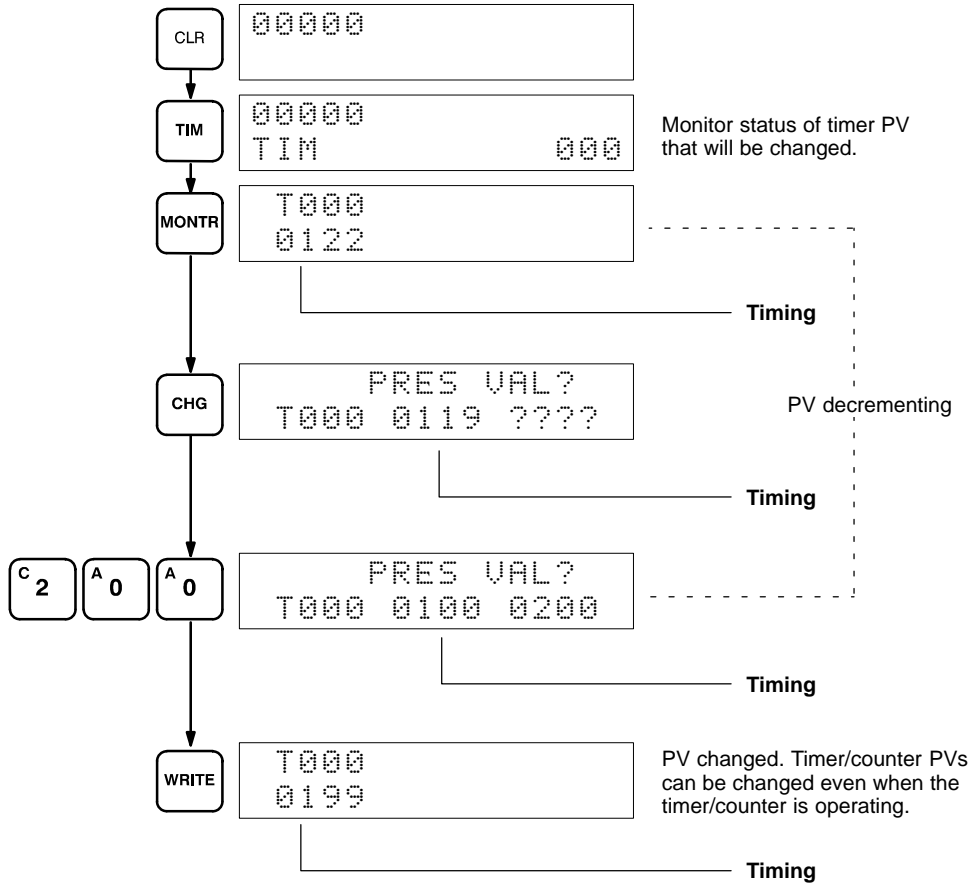 CLR
00000
TIM
00000
TIM 000
Monitor status of timer PV
that will be changed.
MONTR
T000
0122
Timing
CHG
PRES VAL?
T000 0119 ????
PV decrementing
Timing
C 2 A 0 A 0
PRES VAL?
T000 0100 0200
Timing
WRITE
T000
0199
PV changed. Timer/counter PVs
can be changed even when the
timer/counter is operating.
Timing